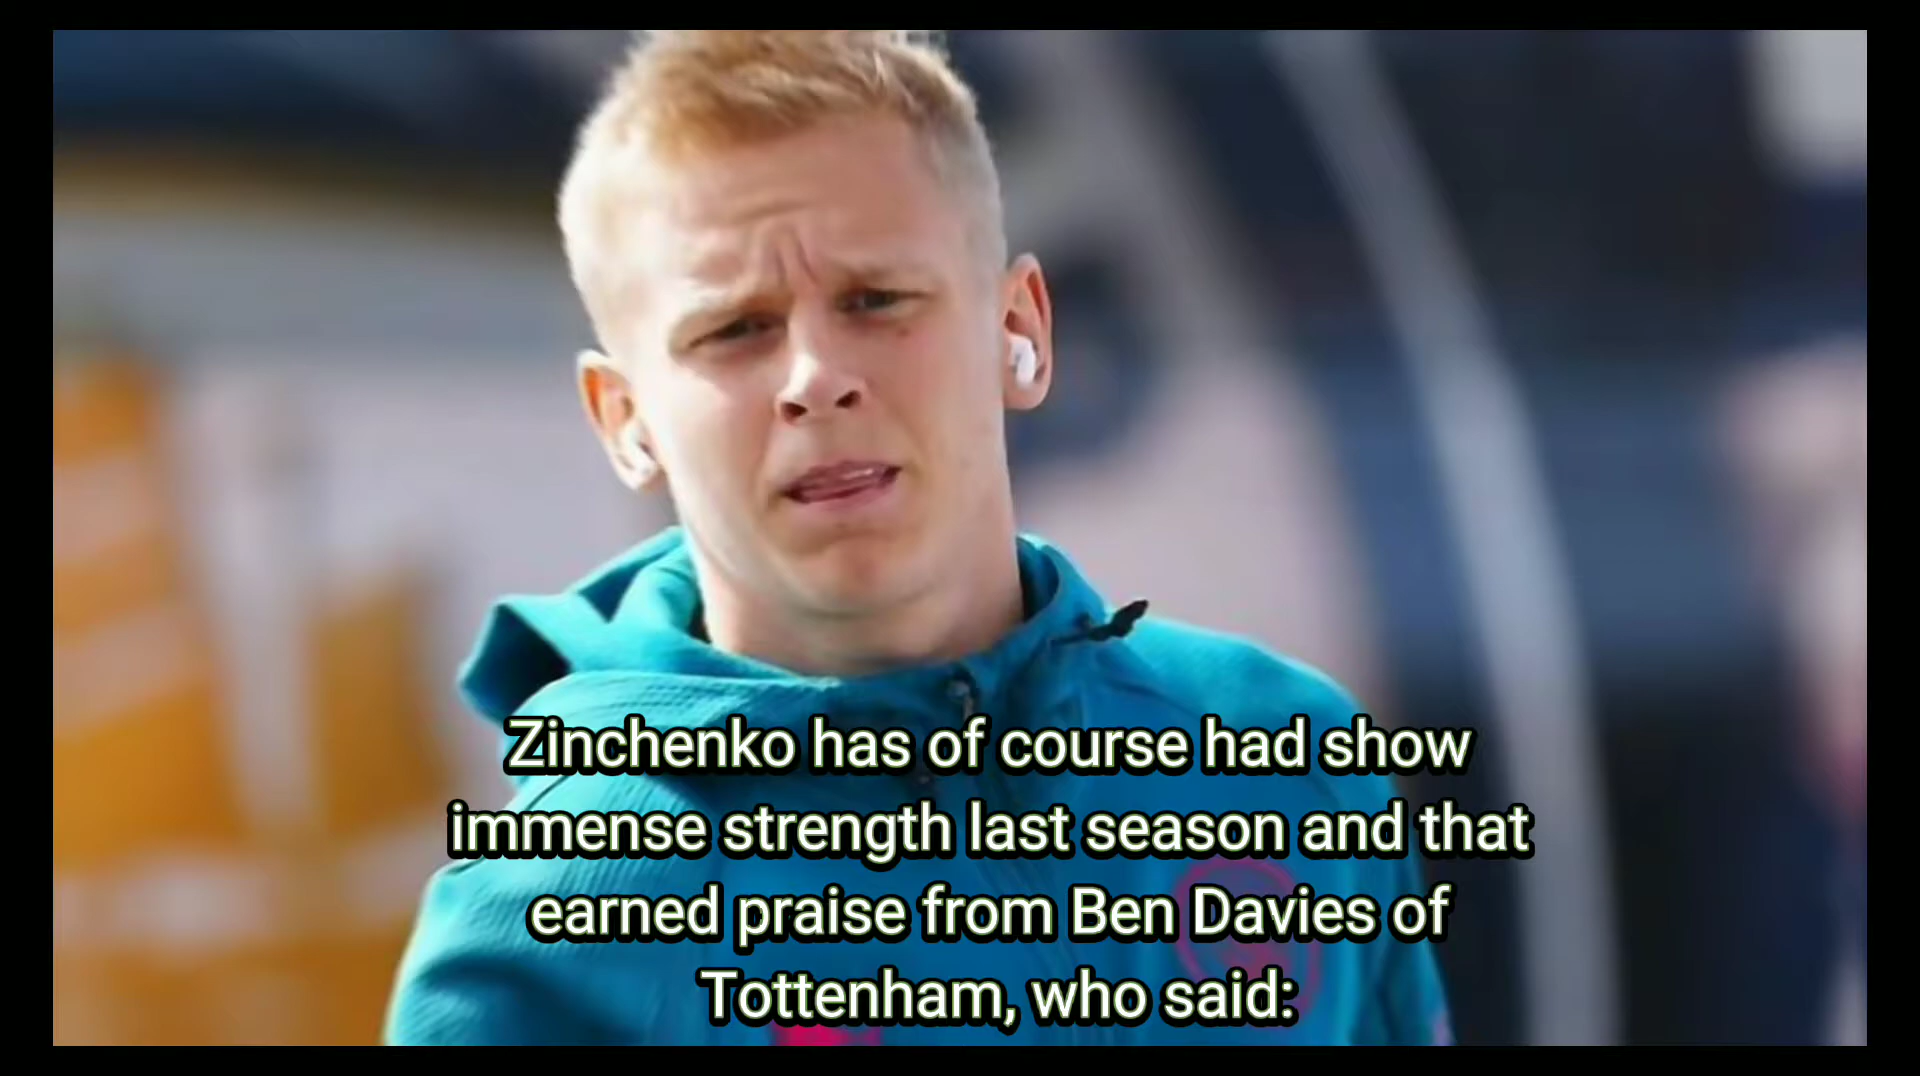 Zinchenko has of course had show
immense strength last season and that
earned praise from Ben Davies of
Tottenham, who said: